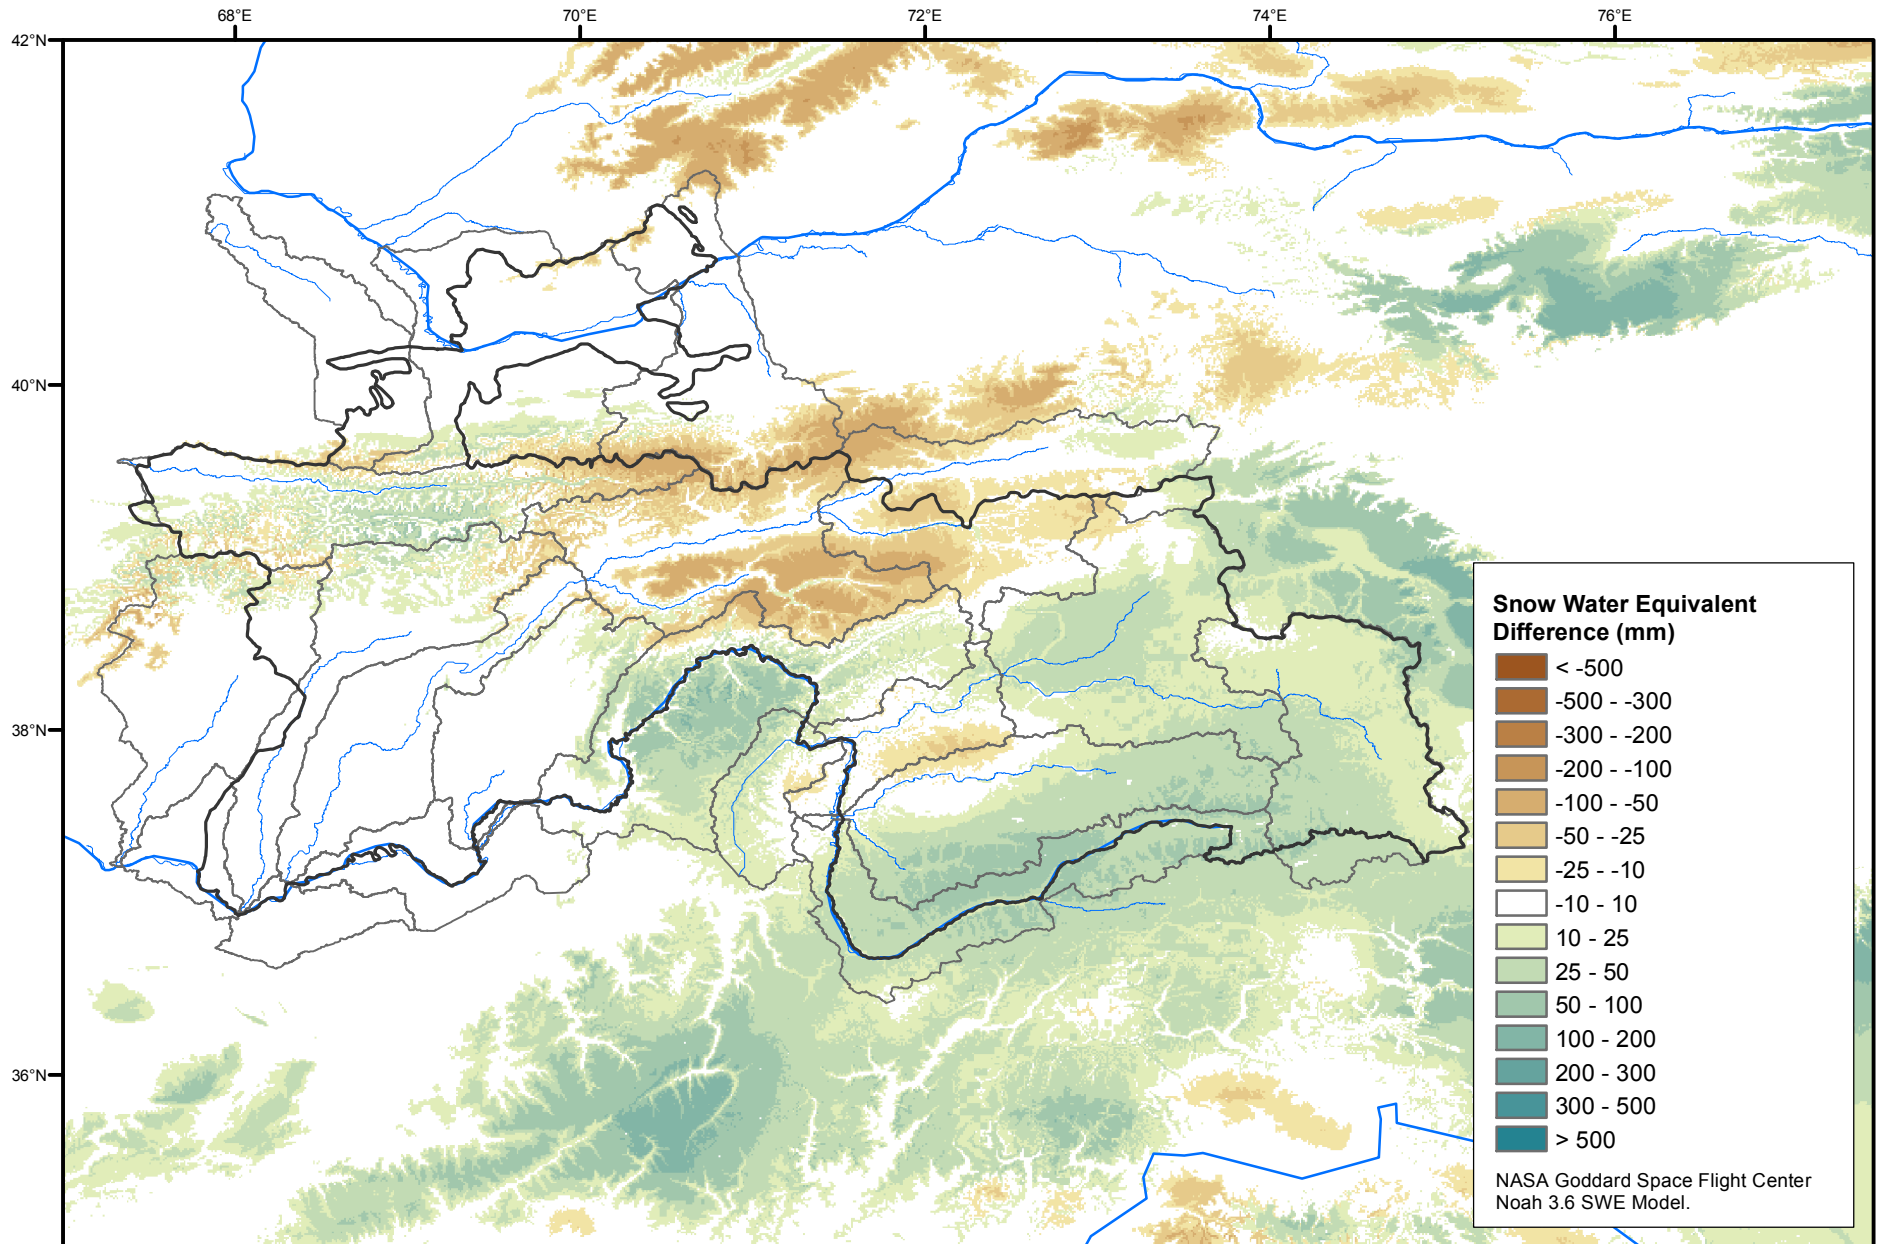 68°E 70°E 72°E 74°E 76°E
42°N
40°N
38°N
36°N
Snow Water Equivalent
Difference (mm)
< -500
-500 - -300
-300 - -200
-200 - -100
-100 - -50
-50 - -25
-25 - -10
-10 - 10
10 - 25
25 - 50
50 - 100
100 - 200
200 - 300
300 - 500
> 500
NASA Goddard Space Flight Center
Noah 3.6 SWE Model.